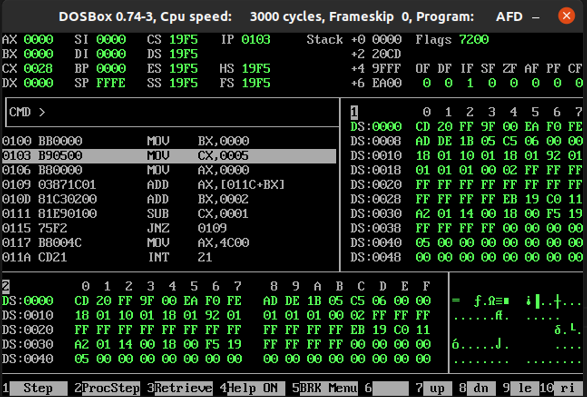 DOSBox 0.74-3, Cpu speed: 3000 cycles, Frameskip 0, Program: AFD
AX 0000 SI 0000 CS 19F5 IP 0103 Stack +0 0000 Flags 7200
BX 0000 DI 0000 DS 19F5 +2 20CD
CX 0028 BP 0000 ES 19F5 HS 19F5 +4 9FFF OF DF IF SF ZF AF PF CF
DX 0000 SP FFFE SS 19F5 FS 19F5 +6 EA00 0 0 1 0 0 0 0 0
CMD >
0100 BB0000 MOV BX,0000
0103 B90500 MOV CX,0005
0106 B80000 MOV AX,0000
0109 03871C01 ADD AX,[011C+BX]
010D 81C30200 ADD BX,0002
0111 81E90100 SUB CX,0001
0115 75F2 JNZ 0109
0117 B8004C MOV AX,4C00
011A CD21 INT 21
1 0 1 2 3 4 5 6 7
DS:0000 CD 20 FF 9F 00 EA F0 FE
DS:0008 AD DE 1B 05 C5 06 00 00
DS:0010 18 01 10 01 18 01 92 01
DS:0018 01 01 01 00 02 FF FF FF
DS:0020 FF FF FF FF FF FF FF FF
DS:0028 FF FF FF FF EB 19 C0 11
DS:0030 A2 01 14 00 18 00 F5 19
DS:0038 FF FF FF FF 00 00 00 00
DS:0040 05 00 00 00 00 00 00 00
DS:0048 00 00 00 00 00 00 00 00
2 0 1 2 3 4 5 6 7 8 9 A B C D E F
DS:0000 CD 20 FF 9F 00 EA F0 FE AD DE 1B 05 C5 06 00 00
DS:0010 18 01 10 01 18 01 92 01 01 01 01 00 02 FF FF FF
DS:0020 FF FF FF FF FF FF FF FF FF FF FF FF EB 19 C0 11
DS:0030 A2 01 14 00 18 00 F5 19 FF FF FF FF 00 00 00 00
DS:0040 05 00 00 00 00 00 00 00 00 00 00 00 00 00 00 00
1 Step 2ProcStep 3Retrieve 4Help ON 5BRK Menu 6 7 up 8 dn 9 le 10 ri